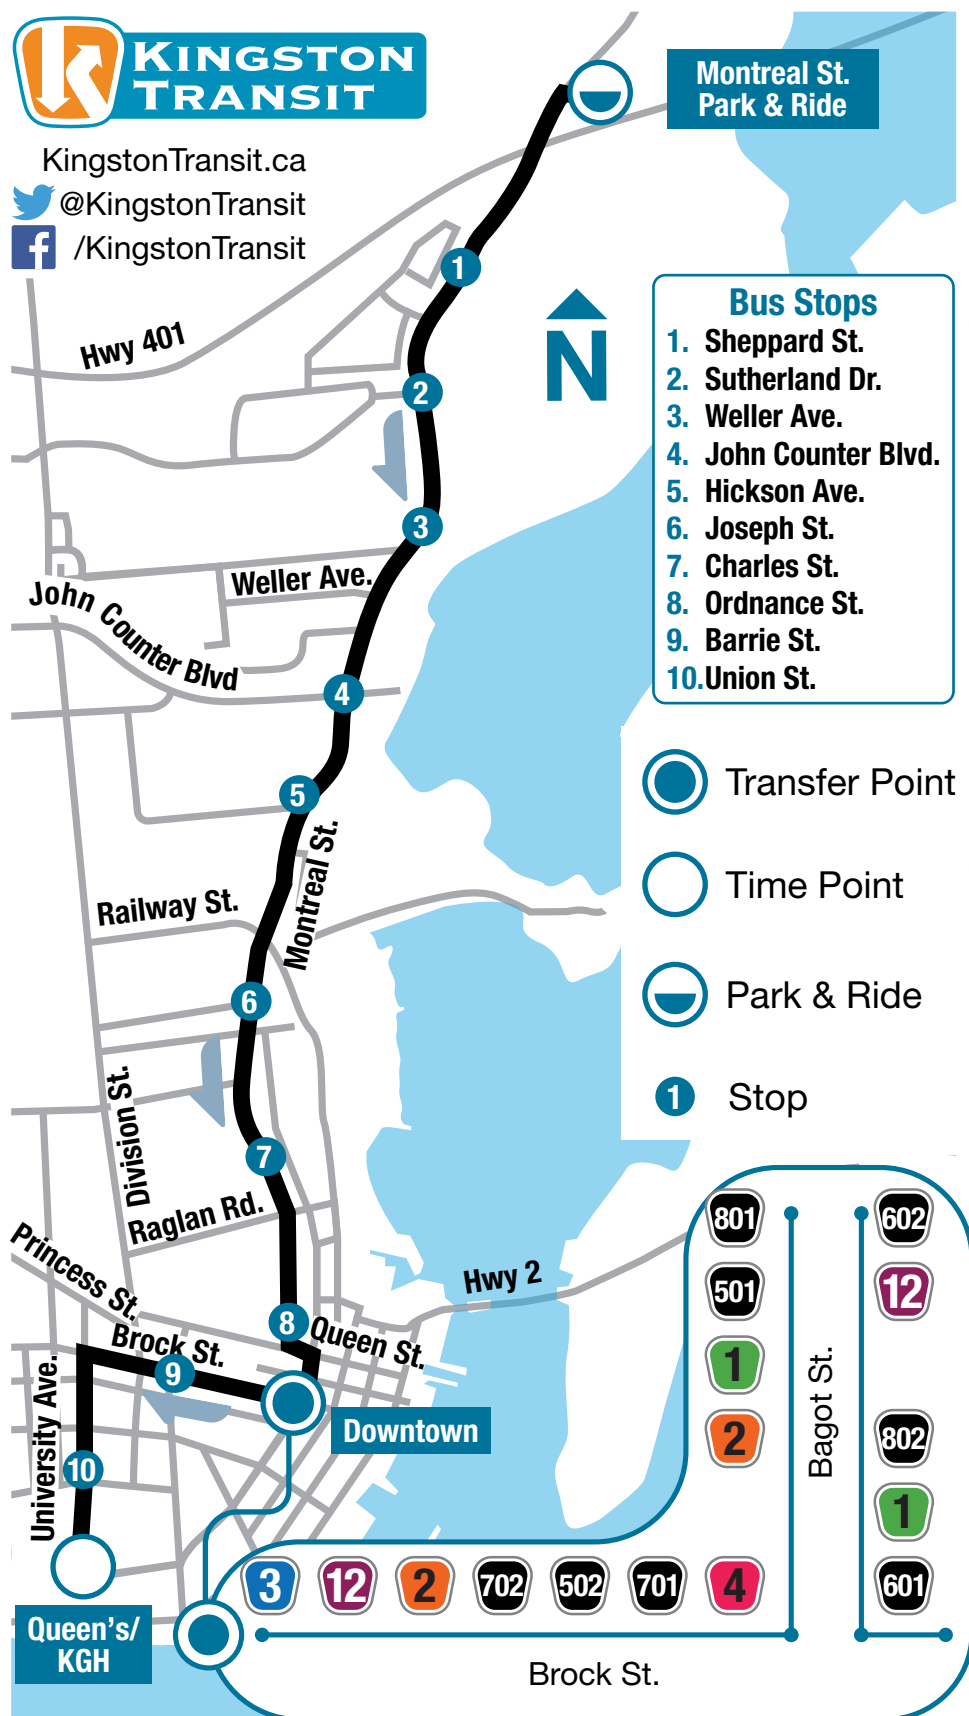 KINGSTON
TRANSIT
KingstonTransit.ca
@KingstonTransit
/KingstonTransit
Montreal St.
Park & Ride
Hwy 401
1
2
3
4
5
6
7
8
9
10
N
Bus Stops
1. Sheppard St.
2. Sutherland Dr.
3. Weller Ave.
4. John Counter Blvd.
5. Hickson Ave.
6. Joseph St.
7. Charles St.
8. Ordnance St.
9. Barrie St.
10.Union St.
Weller Ave.
John Counter Blvd
Montreal St.
Railway St.
Division St.
Raglan Rd.
Princess St.
Brock St.
Queen St.
Hwy 2
University Ave.
Downtown
Queen's/
KGH
Transfer Point
Time Point
Park & Ride
1 Stop
801
501
1
2
Bagot St.
602
12
802
1
601
3 12 2 702 502 701 4
Brock St.